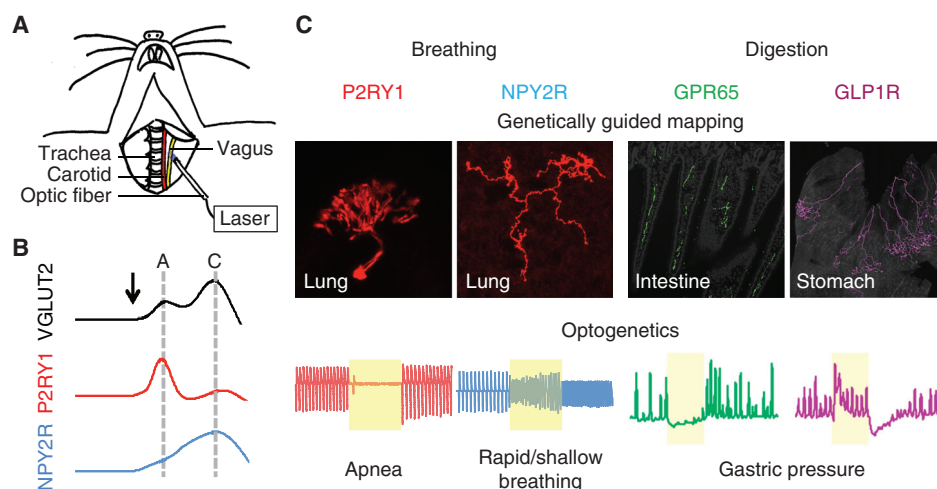 A
Trachea
Carotid
Optic fiber
Vagus
Laser
B
A C
VGLUT2
P2RY1
NPY2R
C
Breathing Digestion
P2RY1 NPY2R GPR65 GLP1R
Genetically guided mapping
Lung Lung Intestine Stomach
Optogenetics
Apnea
Rapid/shallow
breathing
Gastric pressure